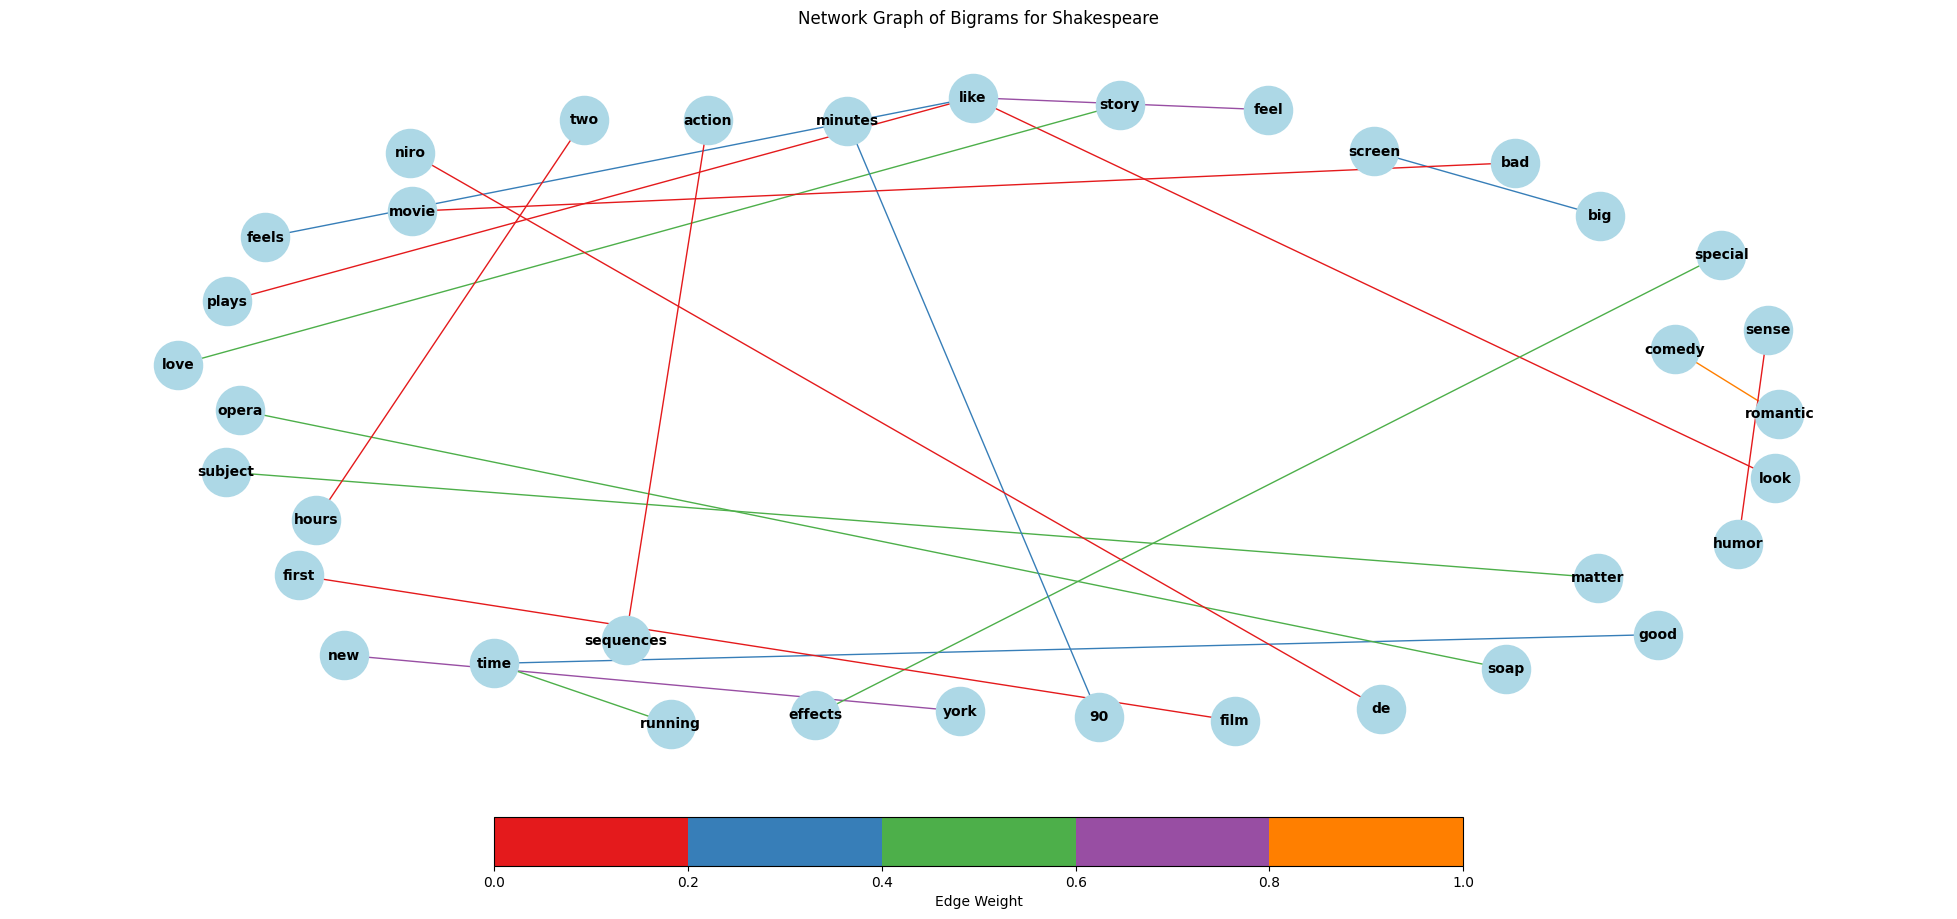 Network Graph of Bigrams for Shakespeare
like
story
feel
two
action
minutes
niro
screen
bad
movie
big
feels
special
plays
sense
comedy
love
opera
romantic
subject
look
hours
humor
first
matter
good
sequences
new
time
soap
running
effects
york
90
film
de
0.0 0.2 0.4 0.6 0.8 1.0
Edge Weight